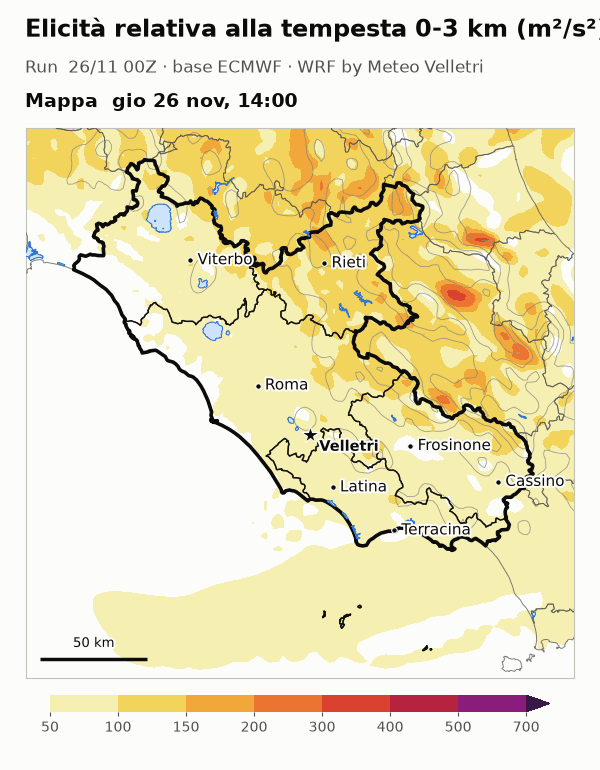 Elicità relativa alla tempesta 0-3 km (m²/s²)
Run 26/11 00Z · base ECMWF · WRF by Meteo Velletri
Mappa gio 26 nov, 14:00
Viterbo
Rieti
Roma
Velletri
Frosinone
Latina
Cassino
Terracina
50 km
50 100 150 200 300 400 500 700